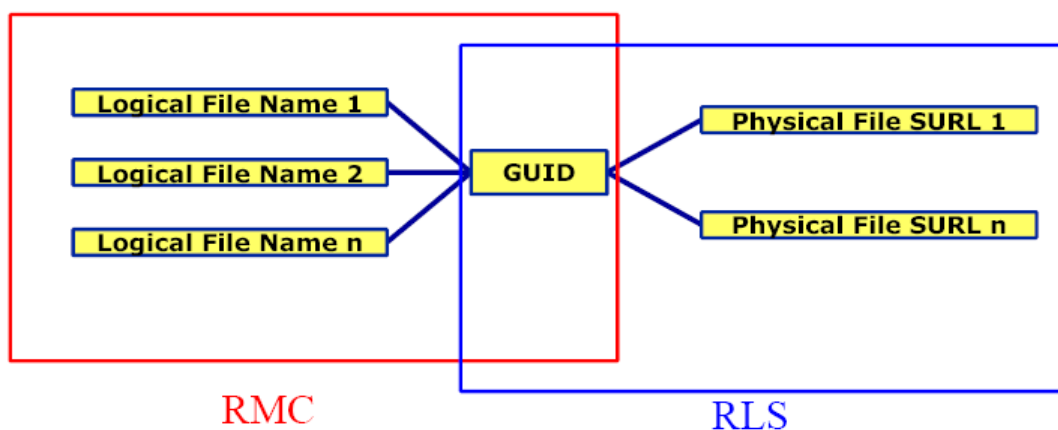 Logical File Name 1
Logical File Name 2
Logical File Name n
GUID
Physical File SURL 1
Physical File SURL n
RMC
RLS